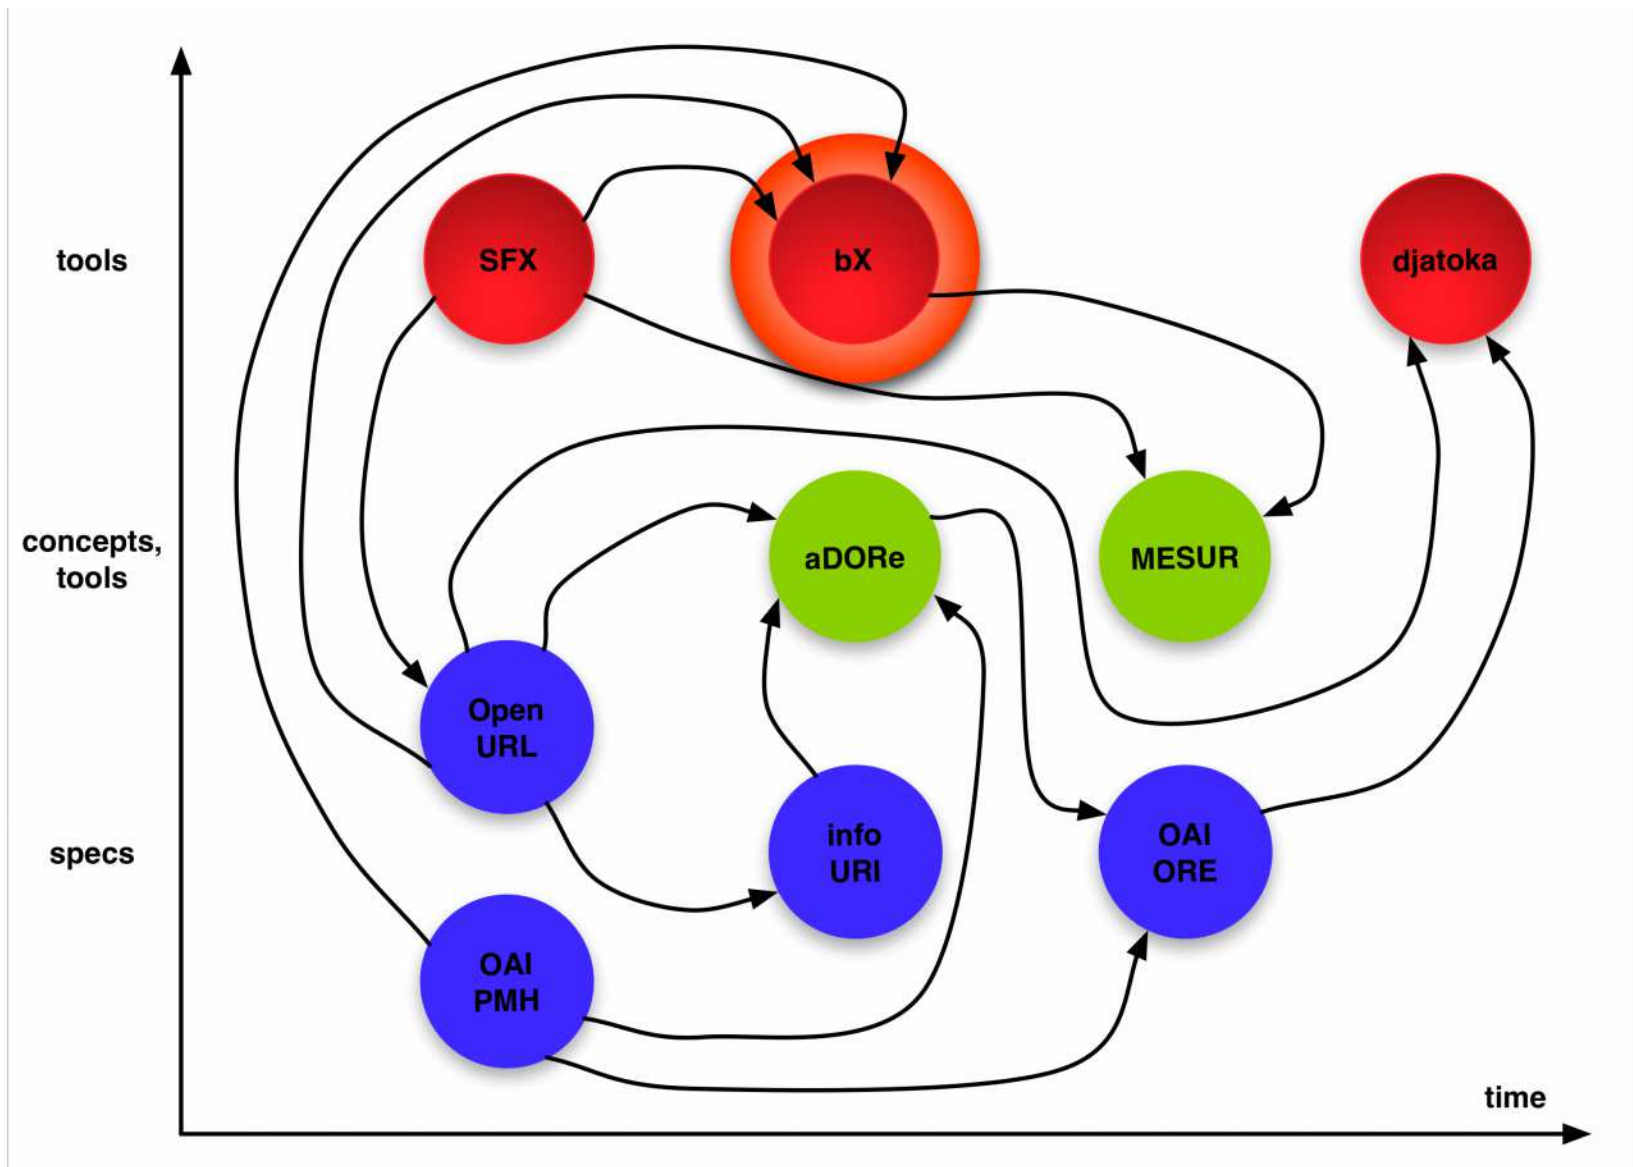 tools
SFX
bX
djatoka
concepts,
tools
aDORe
MESUR
Open
URL
specs
info
URI
OAI
ORE
OAI
PMH
time